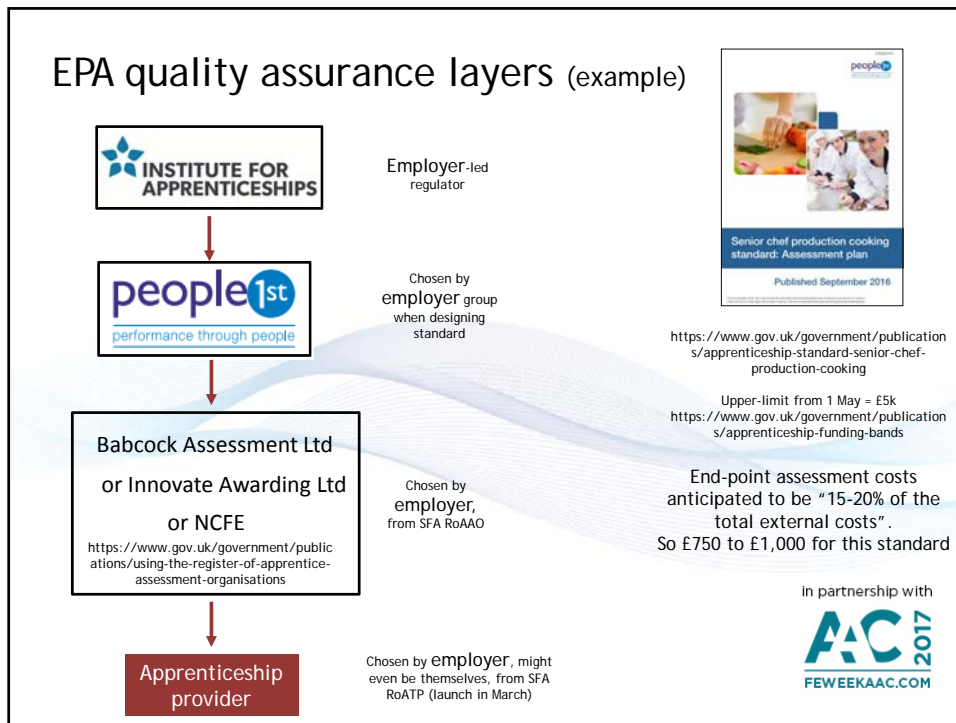 EPA quality assurance layers (example)
INSTITUTE FOR
APPRENTICESHIPS
Employer-led
regulator
people1st
performance through people
Chosen by
employer group
when designing
standard
Babcock Assessment Ltd
or Innovate Awarding Ltd
or NCFE
https://www.gov.uk/government/public
ations/using-the-register-of-apprentice-
assessment-organisations
Chosen by
employer,
from SFA RoAAO
Apprenticeship
provider
Chosen by employer, might
even be themselves, from SFA
RoATP (launch in March)
people1st
Senior chef production cooking
standard: Assessment plan
Published September 2016
https://www.gov.uk/government/publication
s/apprenticeship-standard-senior-chef-
production-cooking
Upper-limit from 1 May = £5k
https://www.gov.uk/government/publication
s/apprenticeship-funding-bands
End-point assessment costs
anticipated to be “15-20% of the
total external costs”.
So £750 to £1,000 for this standard
in partnership with
AAC 2017
FEWEEKAAC.COM